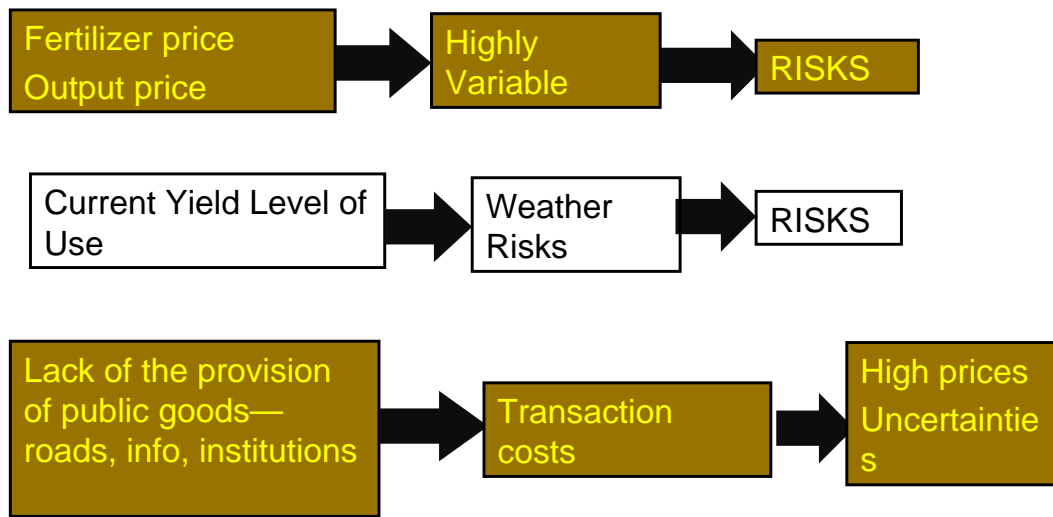 Fertilizer price
Output price
Highly
Variable
RISKS
Current Yield Level of
Use
Weather
Risks
RISKS
Lack of the provision
of public goods—
roads, info, institutions
Transaction
costs
High prices
Uncertaintie
s